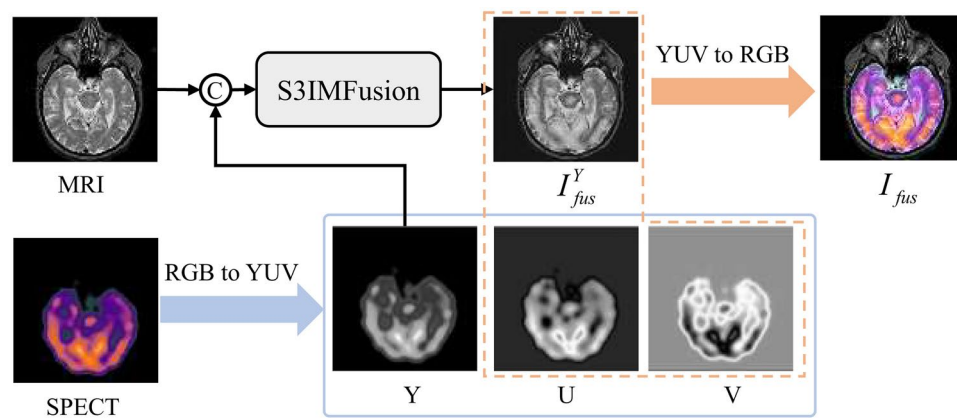 MRI
C
S3IMFusion
I^Y_fus
YUV to RGB
I_fus
SPECT
RGB to YUV
Y
U
V